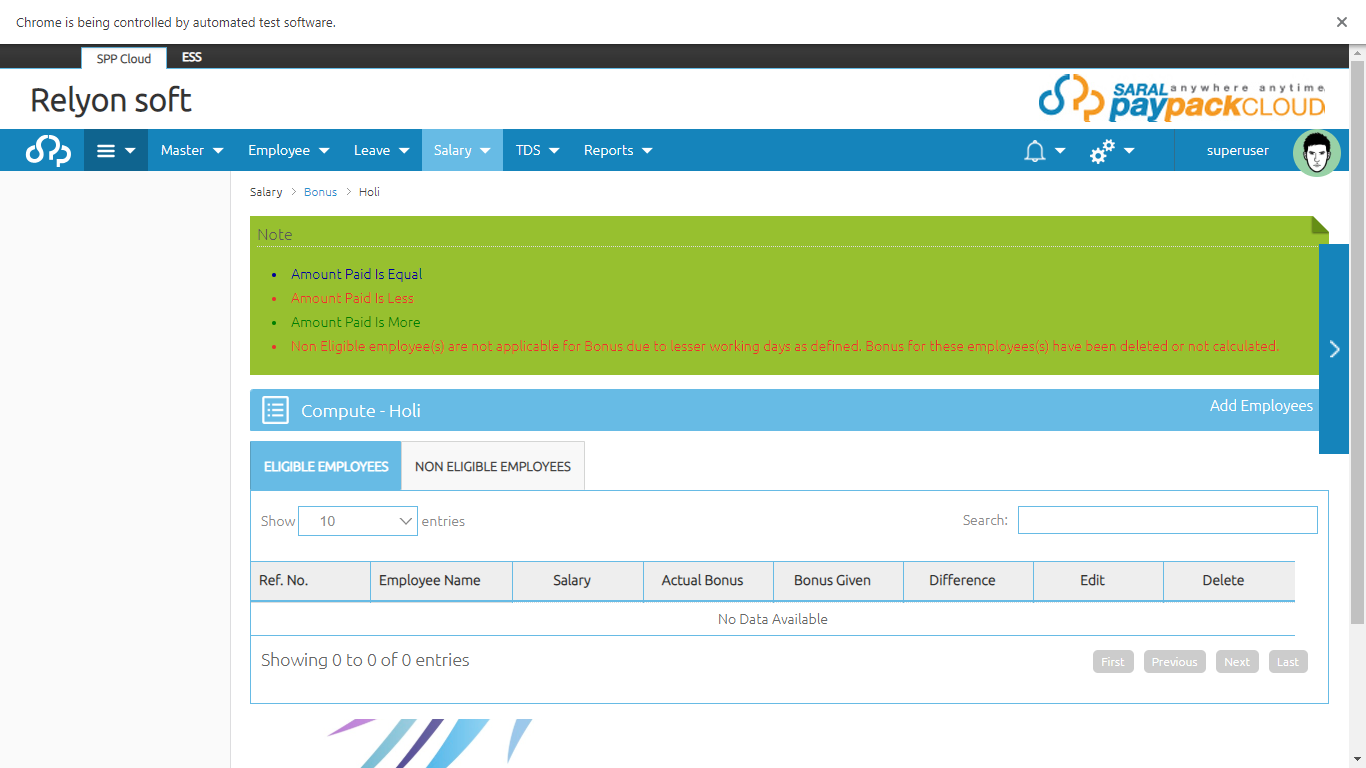 Chrome is being controlled by automated test software.
SPP Cloud ESS
Relyon soft
SARAL anywhere anytime
paypackCLOUD
Master Employee Leave Salary TDS Reports superuser
Salary > Bonus > Holi
Note
• Amount Paid Is Equal
• Amount Paid Is Less
• Amount Paid Is More
• Non Eligible employee(s) are not applicable for Bonus due to lesser working days as defined. Bonus for these employees(s) have been deleted or not calculated.
Compute - Holi Add Employees
ELIGIBLE EMPLOYEES NON ELIGIBLE EMPLOYEES
Show 10 entries Search:
Ref. No. Employee Name Salary Actual Bonus Bonus Given Difference Edit Delete
No Data Available
Showing 0 to 0 of 0 entries First Previous Next Last